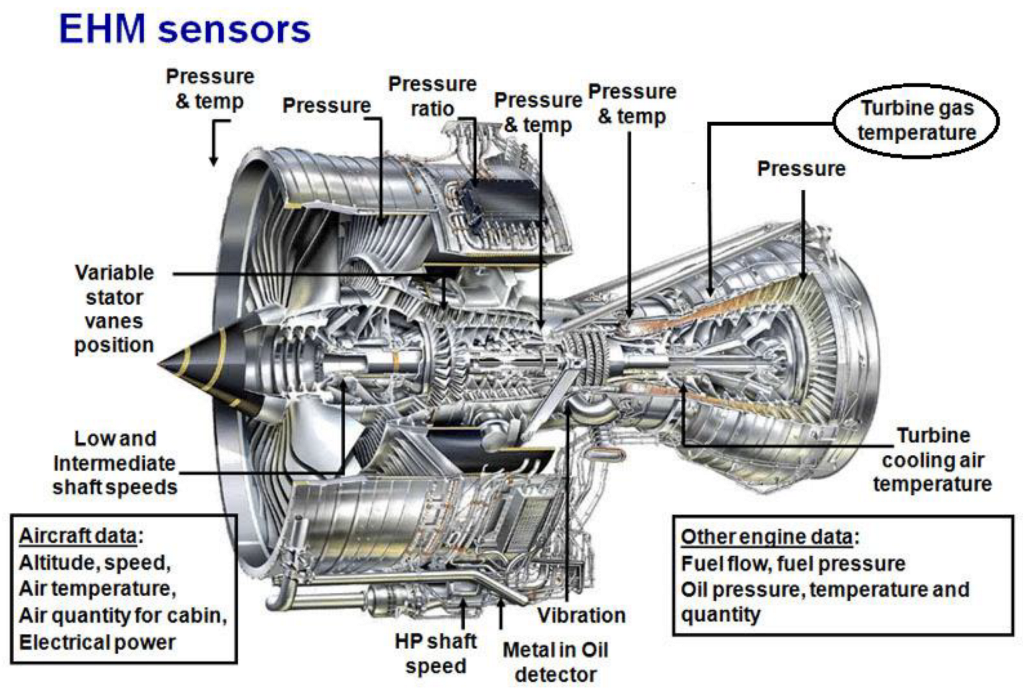 EHM sensors
Pressure
& temp
Pressure
Pressure
ratio
Pressure
& temp
Pressure
& temp
Turbine gas
temperature
Pressure
Variable
stator
vanes
position
Low and
Intermediate
shaft speeds
Turbine
cooling air
temperature
Aircraft data:
Altitude, speed,
Air temperature,
Air quantity for cabin,
Electrical power
Other engine data:
Fuel flow, fuel pressure
Oil pressure, temperature and
quantity
HP shaft
speed
Metal in Oil
detector
Vibration